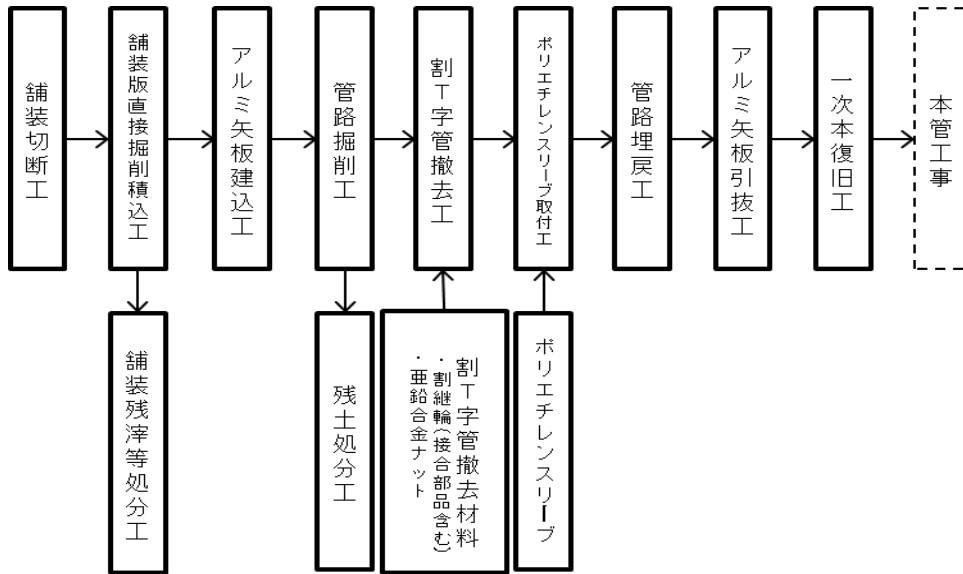 舗装切断工
舗装版直接掘削積込工
アルミ矢板建込工
管路掘削工
割T字管撤去工
ポリエチレンスリーブ取付工
管路埋戻工
アルミ矢板引抜工
一次本復旧工
本管工事
舗装残滓等処分工
残土処分工
割T字管撤去材料
・割継輪(接合部品含む)
・亜鉛合金ナット
ポリエチレンスリーブ